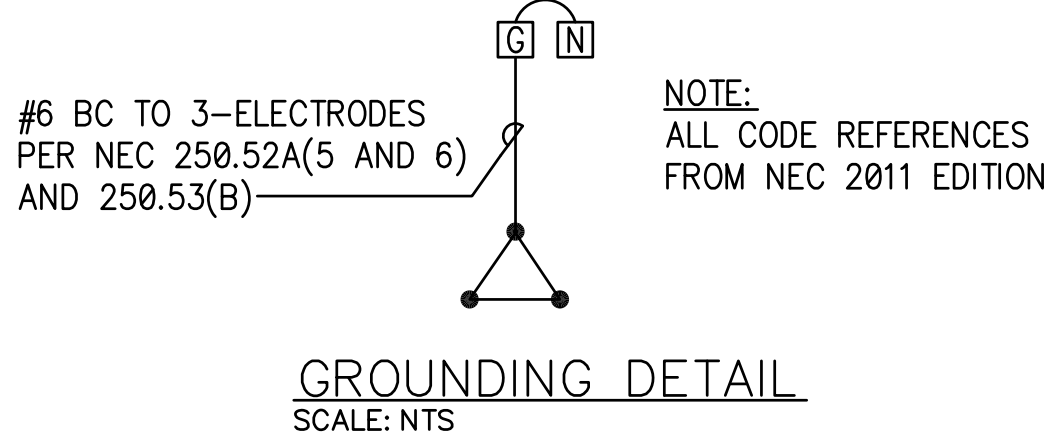 G N
#6 BC TO 3-ELECTRODES
PER NEC 250.52A(5 AND 6)
AND 250.53(B)
NOTE:
ALL CODE REFERENCES
FROM NEC 2011 EDITION
GROUNDING DETAIL
SCALE: NTS